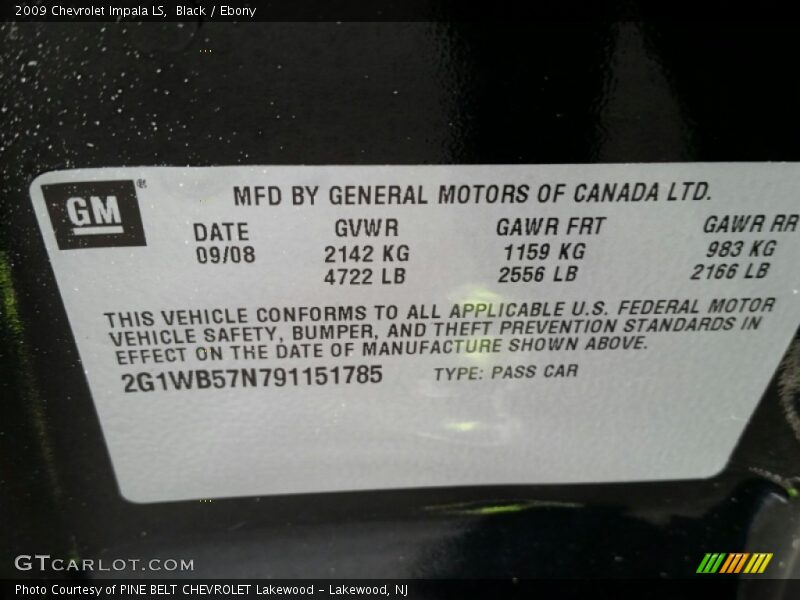 2009 Chevrolet Impala LS, Black / Ebony
GM®
MFD BY GENERAL MOTORS OF CANADA LTD.
DATE GVWR GAWR FRT GAWR RR
09/08 2142 KG 1159 KG 983 KG
4722 LB 2556 LB 2166 LB
THIS VEHICLE CONFORMS TO ALL APPLICABLE U.S. FEDERAL MOTOR
VEHICLE SAFETY, BUMPER, AND THEFT PREVENTION STANDARDS IN
EFFECT ON THE DATE OF MANUFACTURE SHOWN ABOVE.
2G1WB57N791151785 TYPE: PASS CAR
GTCARLOT.COM
Photo Courtesy of PINE BELT CHEVROLET Lakewood - Lakewood, NJ